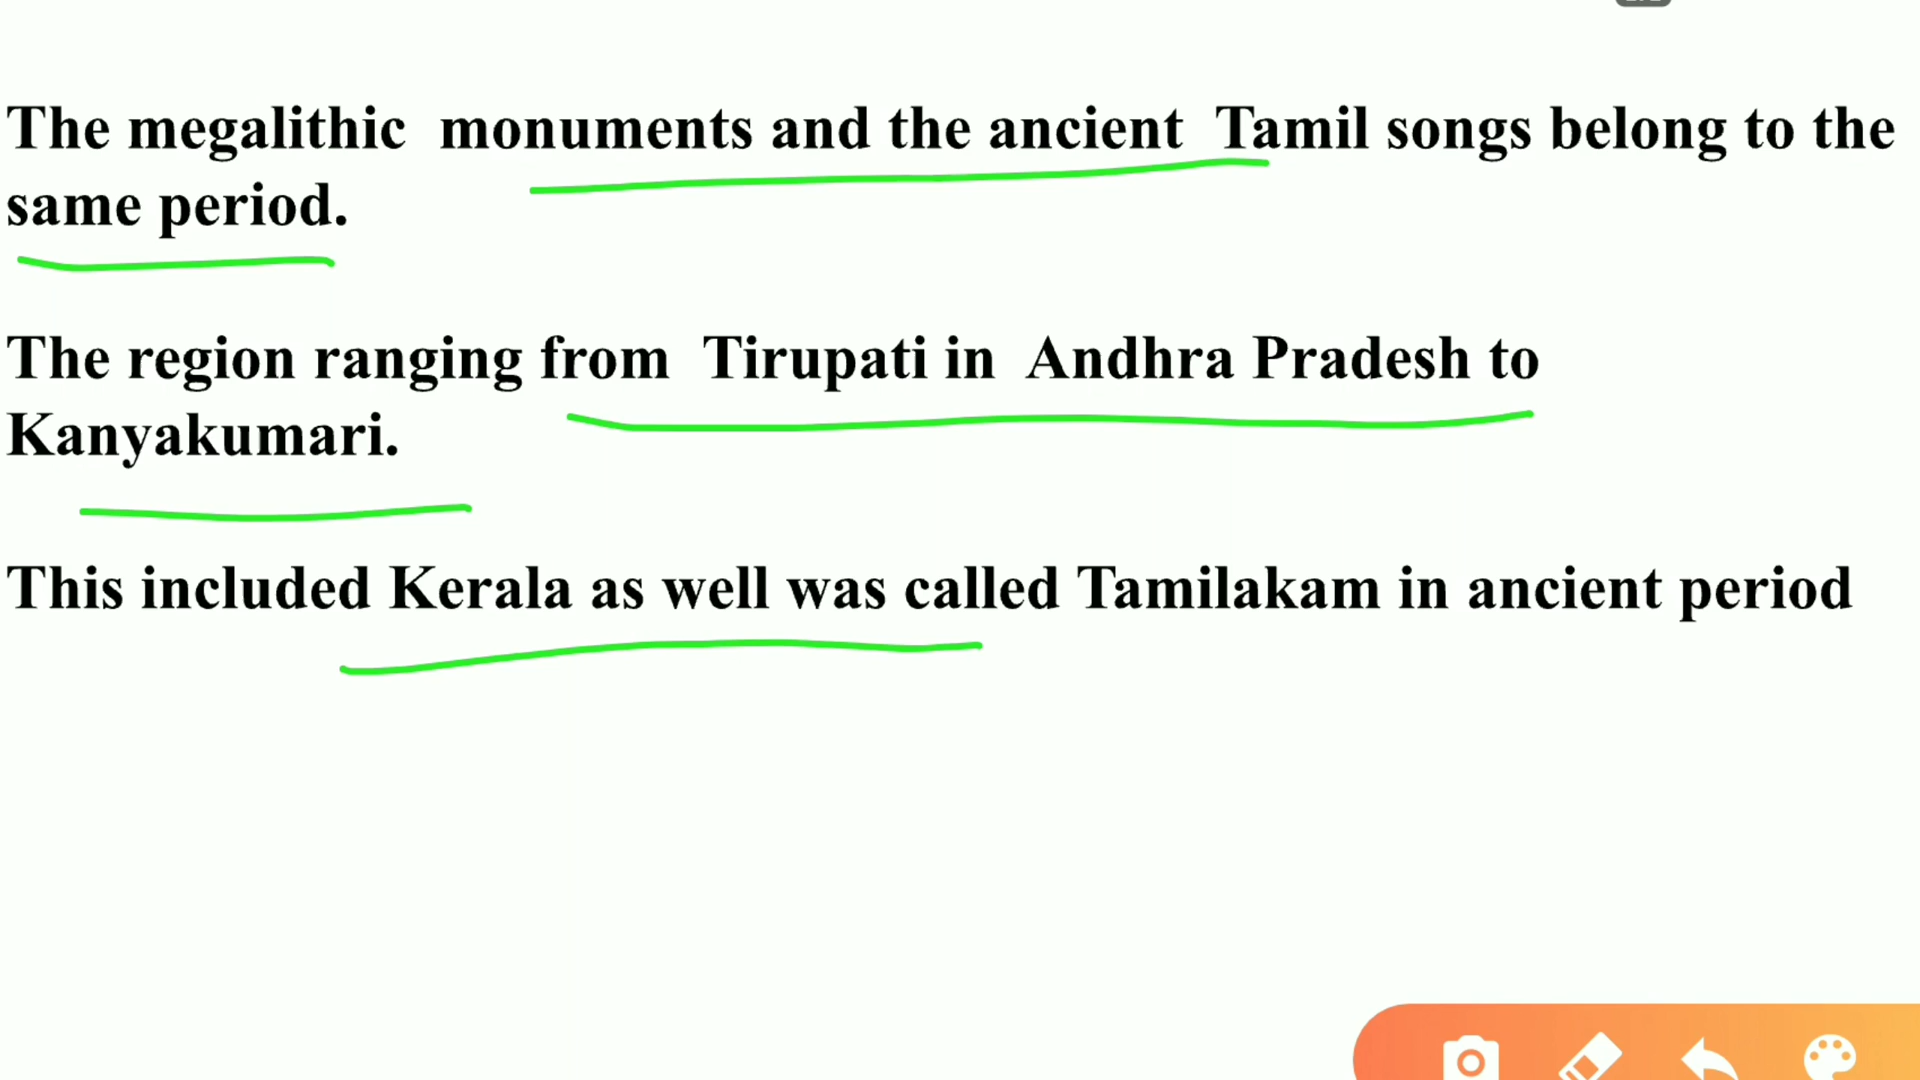 The megalithic monuments and the ancient Tamil songs belong to the
same period.
The region ranging from Tirupati in Andhra Pradesh to
Kanyakumari.
This included Kerala as well was called Tamilakam in ancient period